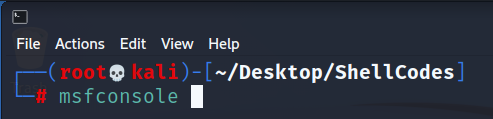 File Actions Edit View Help
┌──(root💀kali)-[~/Desktop/ShellCodes]
└─# msfconsole